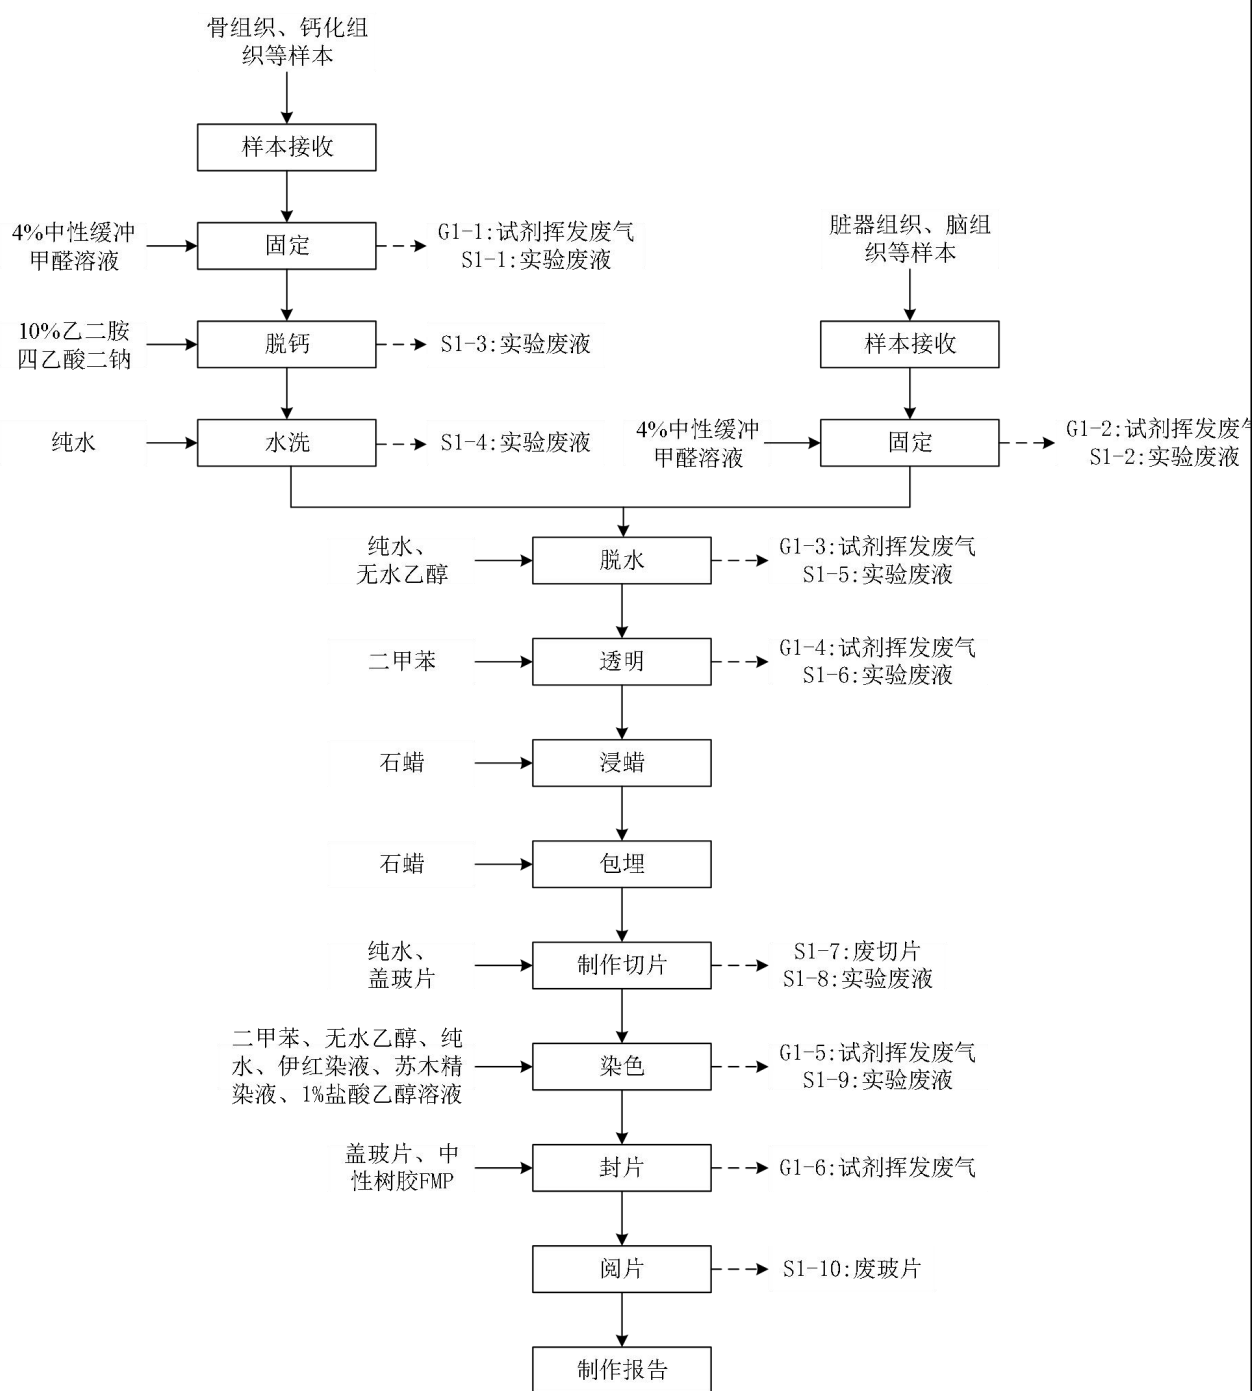 骨组织、钙化组
织等样本
样本接收
4%中性缓冲
甲醛溶液
固定
G1-1:试剂挥发废气
S1-1:实验废液
脏器组织、脑组
织等样本
10%乙二胺
四乙酸二钠
脱钙
S1-3:实验废液
样本接收
纯水
水洗
S1-4:实验废液
4%中性缓冲
甲醛溶液
固定
G1-2:试剂挥发废气
S1-2:实验废液
纯水、
无水乙醇
脱水
G1-3:试剂挥发废气
S1-5:实验废液
二甲苯
透明
G1-4:试剂挥发废气
S1-6:实验废液
石蜡
浸蜡
石蜡
包埋
纯水、
盖玻片
制作切片
S1-7:废切片
S1-8:实验废液
二甲苯、无水乙醇、纯
水、伊红染液、苏木精
染液、1%盐酸乙醇溶液
染色
G1-5:试剂挥发废气
S1-9:实验废液
盖玻片、中
性树胶FMP
封片
G1-6:试剂挥发废气
阅片
S1-10:废玻片
制作报告